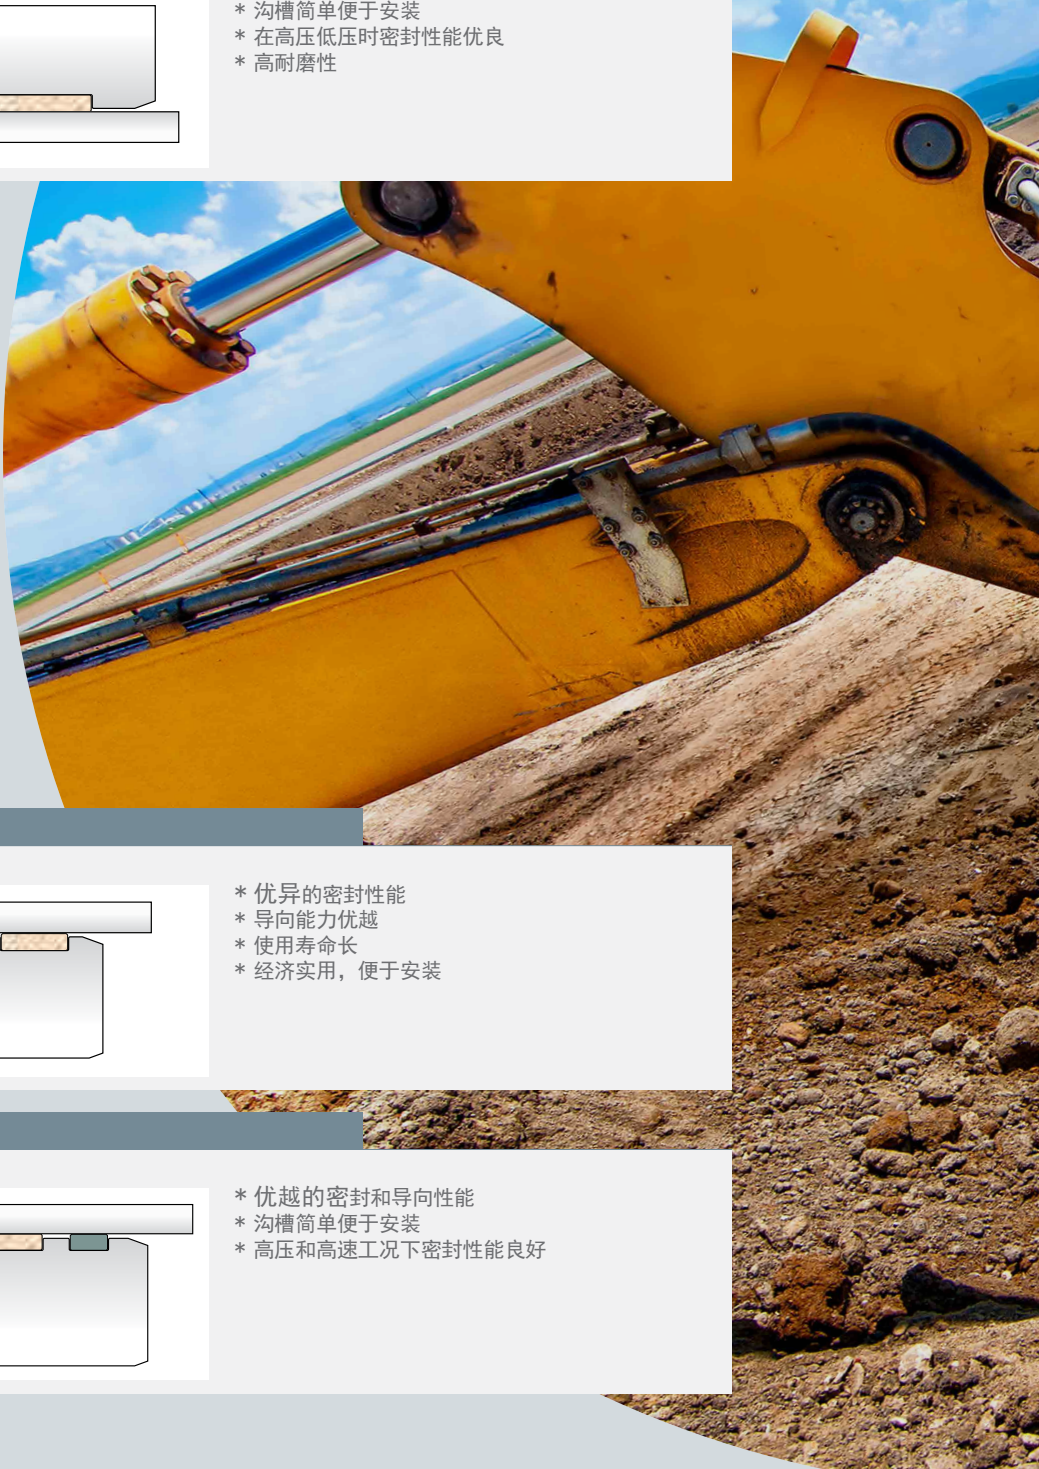 * 沟槽简单便于安装
* 在高压低压时密封性能优良
* 高耐磨性
* 优异的密封性能
* 导向能力优越
* 使用寿命长
* 经济实用，便于安装
* 优越的密封和导向性能
* 沟槽简单便于安装
* 高压和高速工况下密封性能良好